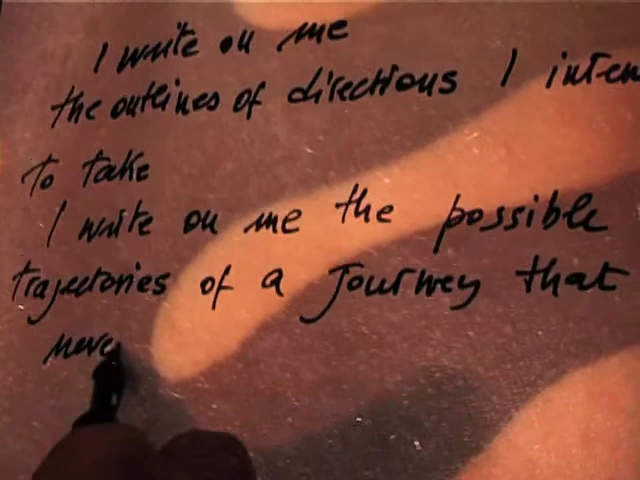 I write on me
the outlines of directions I inten
to take
I write on me the possible
trajectories of a journey that
neve